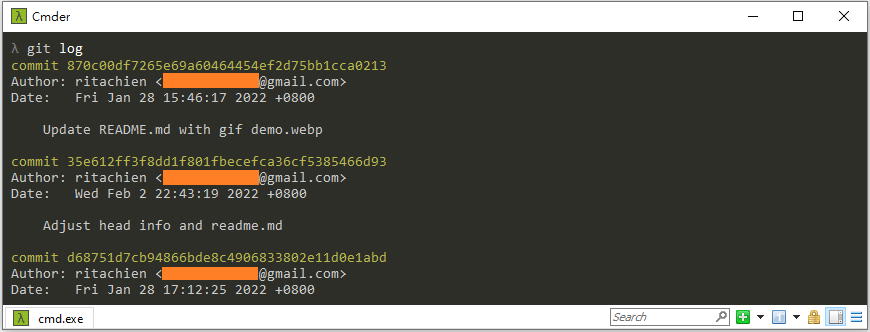 Cmder
λ git log
commit 870c00df7265e69a60464454ef2d75bb1cca0213
Author: ritachien <@gmail.com>
Date:   Fri Jan 28 15:46:17 2022 +0800
Update README.md with gif demo.webp
commit 35e612ff3f8dd1f801fbecefca36cf5385466d93
Author: ritachien <@gmail.com>
Date:   Wed Feb 2 22:43:19 2022 +0800
Adjust head info and readme.md
commit d68751d7cb94866bde8c4906833802e11d0e1abd
Author: ritachien <@gmail.com>
Date:   Fri Jan 28 17:12:25 2022 +0800
λ cmd.exe
Search